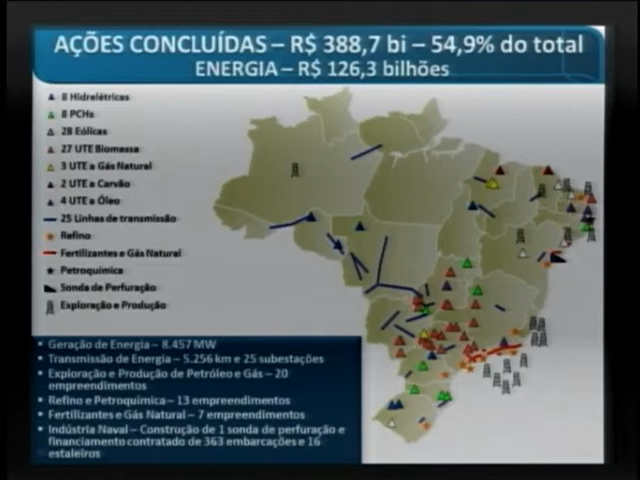 AÇÕES CONCLUÍDAS – R$ 388,7 bi – 54,9% do total
ENERGIA – R$ 126,3 bilhões
8 Hidrelétricas
8 PCHs
28 Eólicas
27 UTE Biomassa
3 UTE a Gás Natural
2 UTE a Carvão
4 UTE a Óleo
25 Linhas de transmissão
Refino
Fertilizantes e Gás Natural
Petroquímica
Sonda de Perfuração
Exploração e Produção
Geração de Energia – 8.457 MW
Transmissão de Energia – 5.256 km e 25 subestações
Exploração e Produção de Petróleo e Gás – 20
empreendimentos
Refino e Petroquímica – 13 empreendimentos
Fertilizantes e Gás Natural – 7 empreendimentos
Indústria Naval – Construção de 1 sonda de perfuração e
financiamento contratado de 363 embarcações e 16
estaleiros